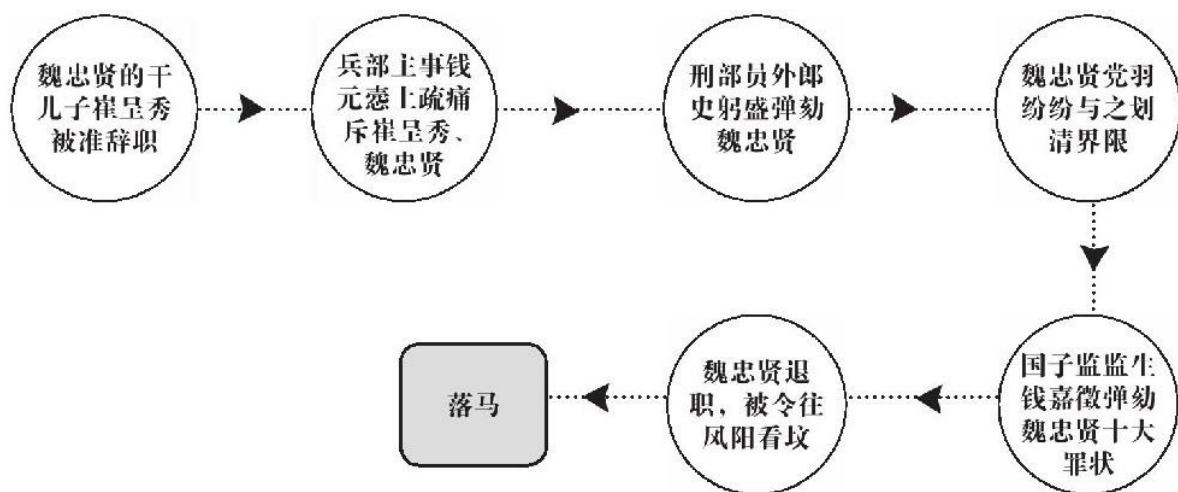 魏忠贤的干
儿子崔呈秀
被准辞职
兵部主事钱
元悫上疏痛
斥崔呈秀、
魏忠贤
刑部员外郎
史躬盛弹劾
魏忠贤
魏忠贤党羽
纷纷与之划
清界限
国子监监生
钱嘉徵弹劾
魏忠贤十大
罪状
魏忠贤退
职，被令往
凤阳看坟
落马